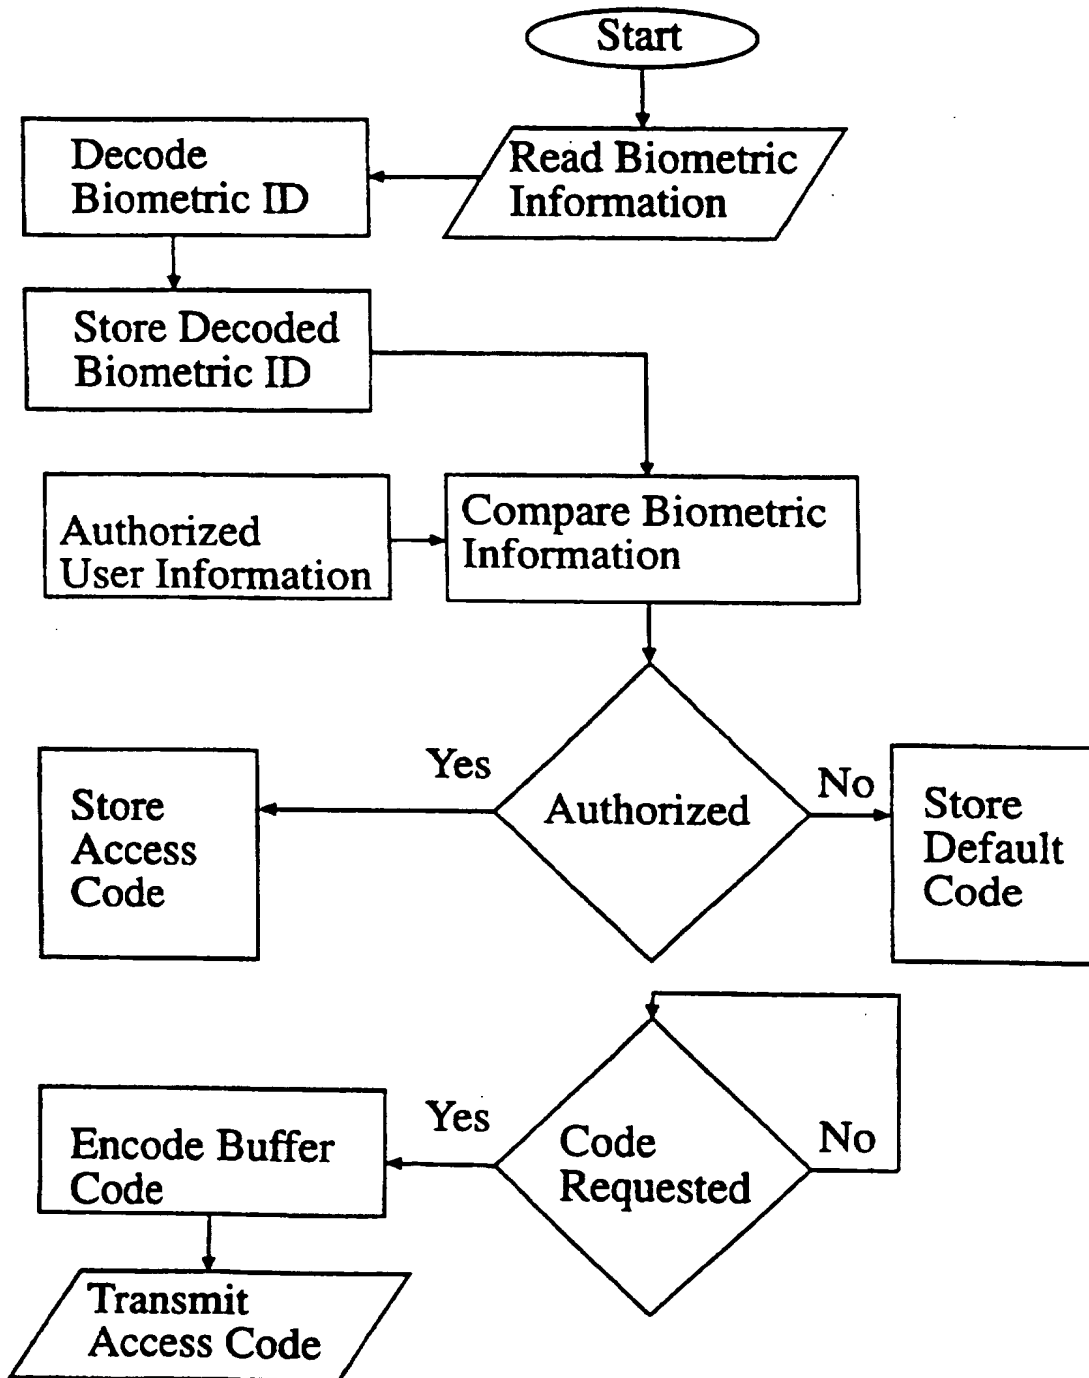 Start
Read Biometric
Information
Decode
Biometric ID
Store Decoded
Biometric ID
Authorized
User Information
Compare Biometric
Information
Authorized
Yes
No
Store
Access
Code
Store
Default
Code
Code
Requested
Yes
No
Encode Buffer
Code
Transmit
Access Code